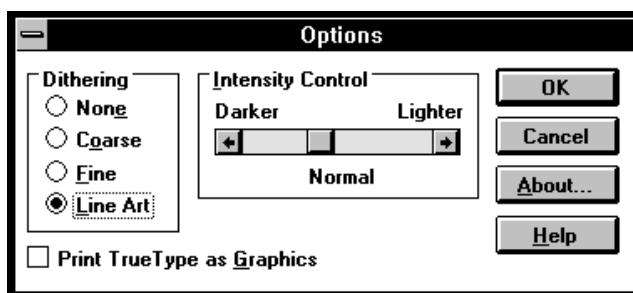 Options
Dithering
None
Coarse
Fine
Line Art
Intensity Control
Darker Lighter
Normal
OK
Cancel
About...
Help
Print TrueType as Graphics